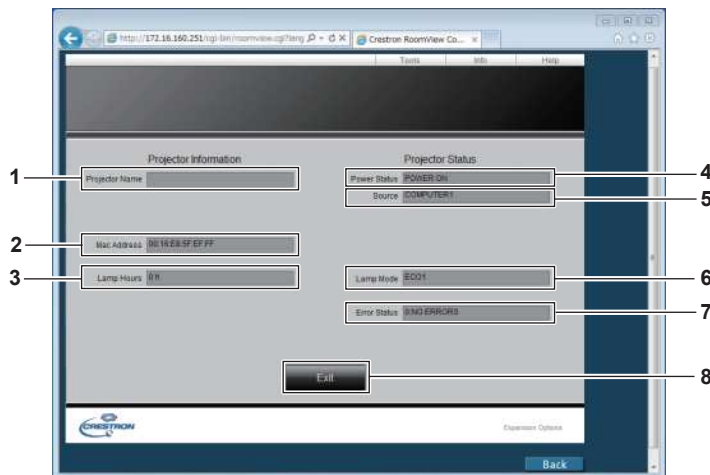 http://172.16.160.251/cgi-bin/roomview.cgi?lang
Crestron RoomView Co...
Tools Info Help
Projector Information
Projector Status
1 Projector Name
Power Status POWER ON 4
Source COMPUTER1 5
2 Mac Address
3 Lamp Hours 0 h
Lamp Mode ECO1 6
Error Status 0:NO ERRORS 7
Exit 8
CRESTRON
Expansion Options
Back